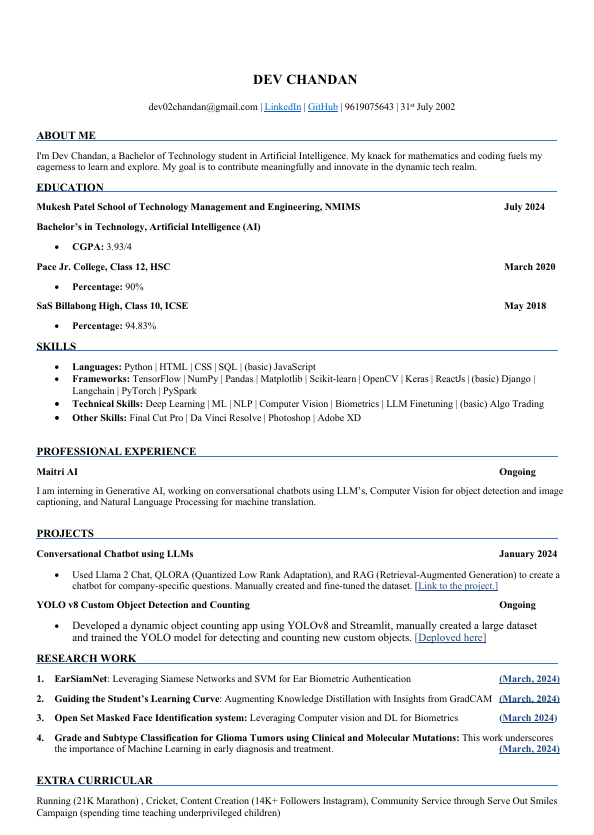 DEV CHANDAN
dev02chandan@gmail.com | LinkedIn | GitHub | 9619075643 | 31st July 2002
ABOUT ME
I'm Dev Chandan, a Bachelor of Technology student in Artificial Intelligence. My knack for mathematics and coding fuels my
eagerness to learn and explore. My goal is to contribute meaningfully and innovate in the dynamic tech realm.
EDUCATION
Mukesh Patel School of Technology Management and Engineering, NMIMS July 2024
Bachelor's in Technology, Artificial Intelligence (AI)
• CGPA: 3.93/4
Pace Jr. College, Class 12, HSC March 2020
• Percentage: 90%
SaS Billabong High, Class 10, ICSE May 2018
• Percentage: 94.83%
SKILLS
• Languages: Python | HTML | CSS | SQL | (basic) JavaScript
• Frameworks: TensorFlow | NumPy | Pandas | Matplotlib | Scikit-learn | OpenCV | Keras | ReactJs | (basic) Django |
Langchain | PyTorch | PySpark
• Technical Skills: Deep Learning | ML | NLP | Computer Vision | Biometrics | LLM Finetuning | (basic) Algo Trading
• Other Skills: Final Cut Pro | Da Vinci Resolve | Photoshop | Adobe XD
PROFESSIONAL EXPERIENCE
Maitri AI Ongoing
I am interning in Generative AI, working on conversational chatbots using LLM's, Computer Vision for object detection and image
captioning, and Natural Language Processing for machine translation.
PROJECTS
Conversational Chatbot using LLMs January 2024
• Used Llama 2 Chat, QLORA (Quantized Low Rank Adaptation), and RAG (Retrieval-Augmented Generation) to create a
chatbot for company-specific questions. Manually created and fine-tuned the dataset. [Link to the project.]
YOLO v8 Custom Object Detection and Counting Ongoing
• Developed a dynamic object counting app using YOLOv8 and Streamlit, manually created a large dataset
and trained the YOLO model for detecting and counting new custom objects. [Deployed here]
RESEARCH WORK
1. EarSiamNet: Leveraging Siamese Networks and SVM for Ear Biometric Authentication (March, 2024)
2. Guiding the Student's Learning Curve: Augmenting Knowledge Distillation with Insights from GradCAM (March, 2024)
3. Open Set Masked Face Identification system: Leveraging Computer vision and DL for Biometrics (March 2024)
4. Grade and Subtype Classification for Glioma Tumors using Clinical and Molecular Mutations: This work underscores
the importance of Machine Learning in early diagnosis and treatment. (March, 2024)
EXTRA CURRICULAR
Running (21K Marathon) , Cricket, Content Creation (14K+ Followers Instagram), Community Service through Serve Out Smiles
Campaign (spending time teaching underprivileged children)